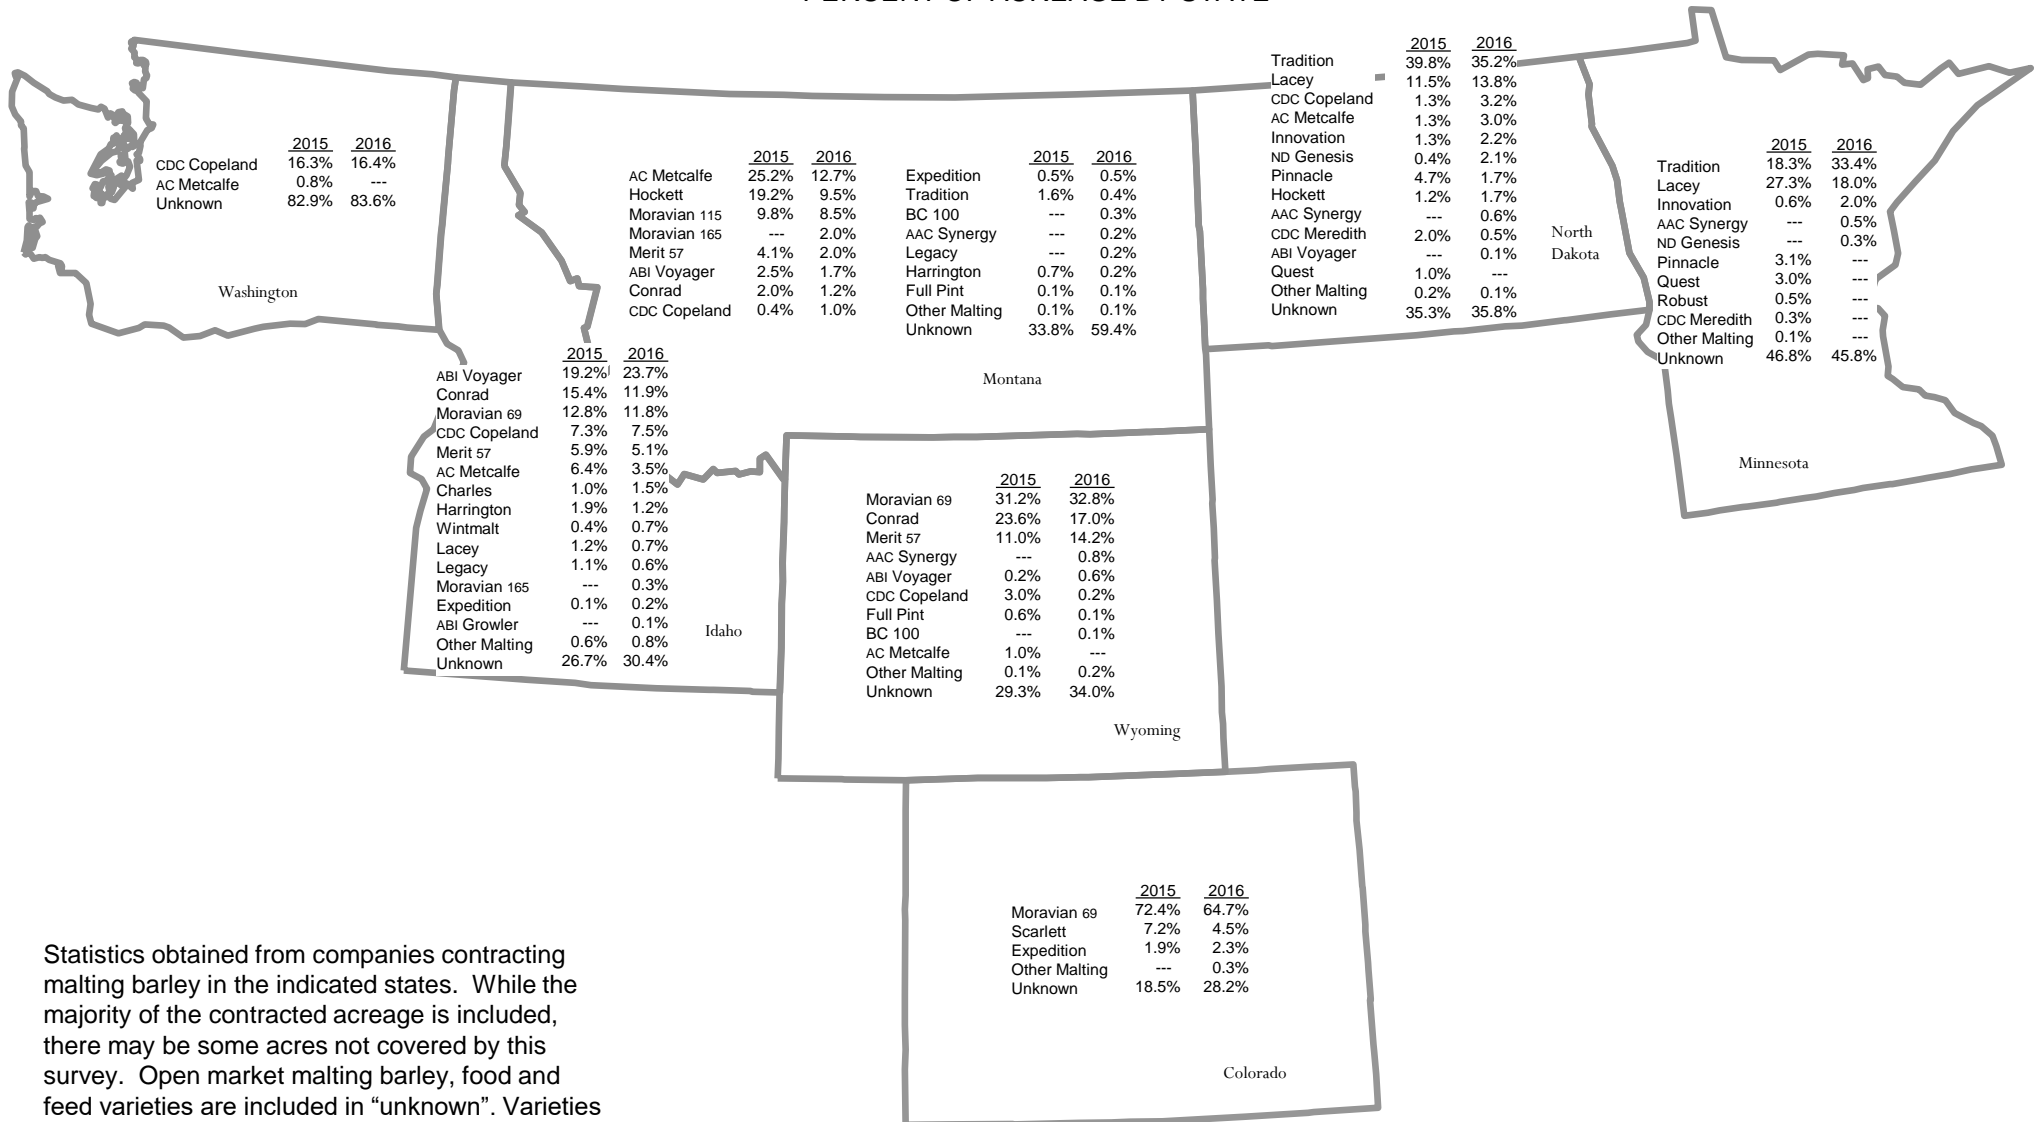 PERCENT OF ACREAGE BY STATE
2015 2016
CDC Copeland 16.3% 16.4%
AC Metcalfe 0.8% ---
Unknown 82.9% 83.6%
Washington
2015 2016
AC Metcalfe 25.2% 12.7%
Hockett 19.2% 9.5%
Moravian 115 9.8% 8.5%
Moravian 165 --- 2.0%
Merit 57 4.1% 2.0%
ABI Voyager 2.5% 1.7%
Conrad 2.0% 1.2%
CDC Copeland 0.4% 1.0%
2015 2016
Expedition 0.5% 0.5%
Tradition 1.6% 0.4%
BC 100 --- 0.3%
AAC Synergy --- 0.2%
Legacy --- 0.2%
Harrington 0.7% 0.2%
Full Pint 0.1% 0.1%
Other Malting 0.1% 0.1%
Unknown 33.8% 59.4%
Montana
2015 2016
Tradition 39.8% 35.2%
Lacey 11.5% 13.8%
CDC Copeland 1.3% 3.2%
AC Metcalfe 1.3% 3.0%
Innovation 1.3% 2.2%
ND Genesis 0.4% 2.1%
Pinnacle 4.7% 1.7%
Hockett 1.2% 1.7%
AAC Synergy --- 0.6%
CDC Meredith 2.0% 0.5%
ABI Voyager --- 0.1%
Quest 1.0% ---
Other Malting 0.2% 0.1%
Unknown 35.3% 35.8%
North
Dakota
2015 2016
Tradition 18.3% 33.4%
Lacey 27.3% 18.0%
Innovation 0.6% 2.0%
AAC Synergy --- 0.5%
ND Genesis --- 0.3%
Pinnacle 3.1% ---
Quest 3.0% ---
Robust 0.5% ---
CDC Meredith 0.3% ---
Other Malting 0.1% ---
Unknown 46.8% 45.8%
Minnesota
2015 2016
ABI Voyager 19.2% 23.7%
Conrad 15.4% 11.9%
Moravian 69 12.8% 11.8%
CDC Copeland 7.3% 7.5%
Merit 57 5.9% 5.1%
AC Metcalfe 6.4% 3.5%
Charles 1.0% 1.5%
Harrington 1.9% 1.2%
Wintmalt 0.4% 0.7%
Lacey 1.2% 0.7%
Legacy 1.1% 0.6%
Moravian 165 --- 0.3%
Expedition 0.1% 0.2%
ABI Growler --- 0.1%
Other Malting 0.6% 0.8%
Unknown 26.7% 30.4%
Idaho
2015 2016
Moravian 69 31.2% 32.8%
Conrad 23.6% 17.0%
Merit 57 11.0% 14.2%
AAC Synergy --- 0.8%
ABI Voyager 0.2% 0.6%
CDC Copeland 3.0% 0.2%
Full Pint 0.6% 0.1%
BC 100 --- 0.1%
AC Metcalfe 1.0% ---
Other Malting 0.1% 0.2%
Unknown 29.3% 34.0%
Wyoming
2015 2016
Moravian 69 72.4% 64.7%
Scarlett 7.2% 4.5%
Expedition 1.9% 2.3%
Other Malting --- 0.3%
Unknown 18.5% 28.2%
Colorado
Statistics obtained from companies contracting
malting barley in the indicated states. While the
majority of the contracted acreage is included,
there may be some acres not covered by this
survey. Open market malting barley, food and
feed varieties are included in “unknown”. Varieties